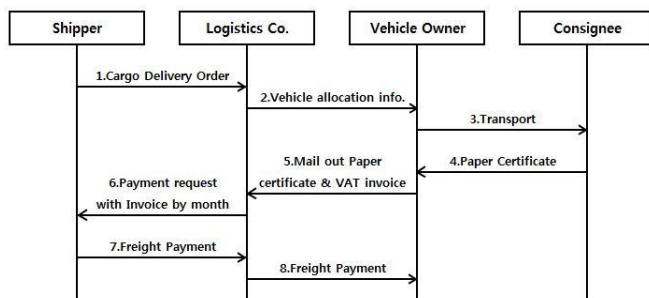 Shipper
Logistics Co.
Vehicle Owner
Consignee
1.Cargo Delivery Order
2.Vehicle allocation info.
3.Transport
4.Paper Certificate
5.Mail out Paper
certificate & VAT invoice
6.Payment request
with Invoice by month
7.Freight Payment
8.Freight Payment